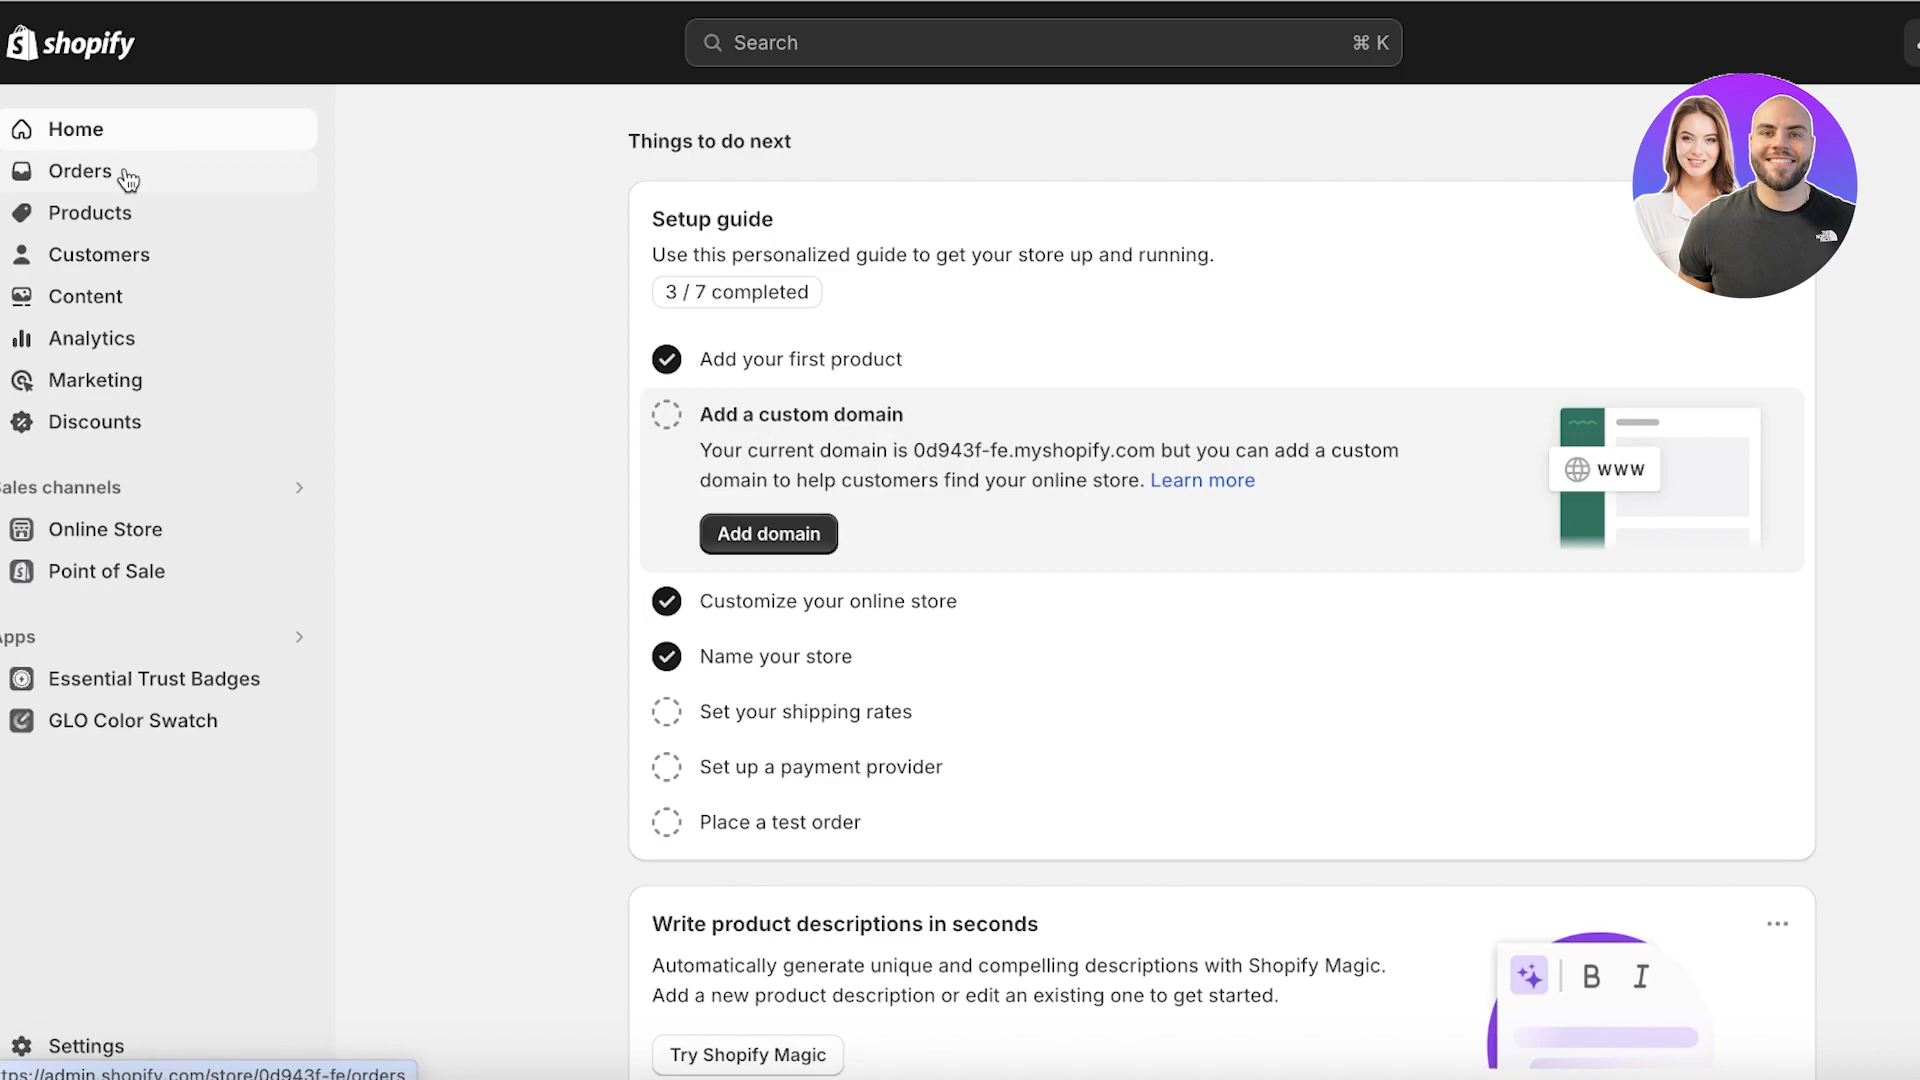 shopify
Search ⌘ K
Home
Orders
Products
Customers
Content
Analytics
Marketing
Discounts
ales channels
Online Store
Point of Sale
pps
Essential Trust Badges
GLO Color Swatch
Settings
tps://admin.shopify.com/store/0d943f-fe/orders
Things to do next
Setup guide
Use this personalized guide to get your store up and running.
3 / 7 completed
Add your first product
Add a custom domain
Your current domain is 0d943f-fe.myshopify.com but you can add a custom
domain to help customers find your online store. Learn more
Add domain
www
Customize your online store
Name your store
Set your shipping rates
Set up a payment provider
Place a test order
Write product descriptions in seconds
Automatically generate unique and compelling descriptions with Shopify Magic.
Add a new product description or edit an existing one to get started.
Try Shopify Magic
B I